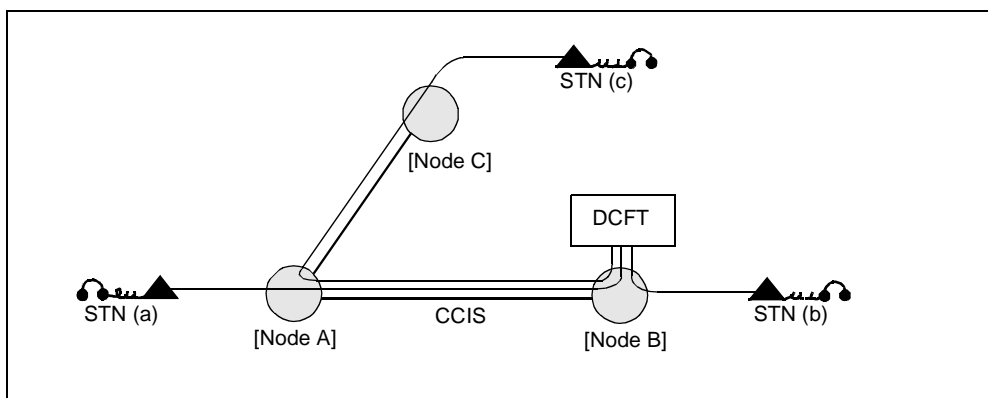 STN (c)
[Node C]
DCFT
STN (a)
CCIS
STN (b)
[Node A]
[Node B]